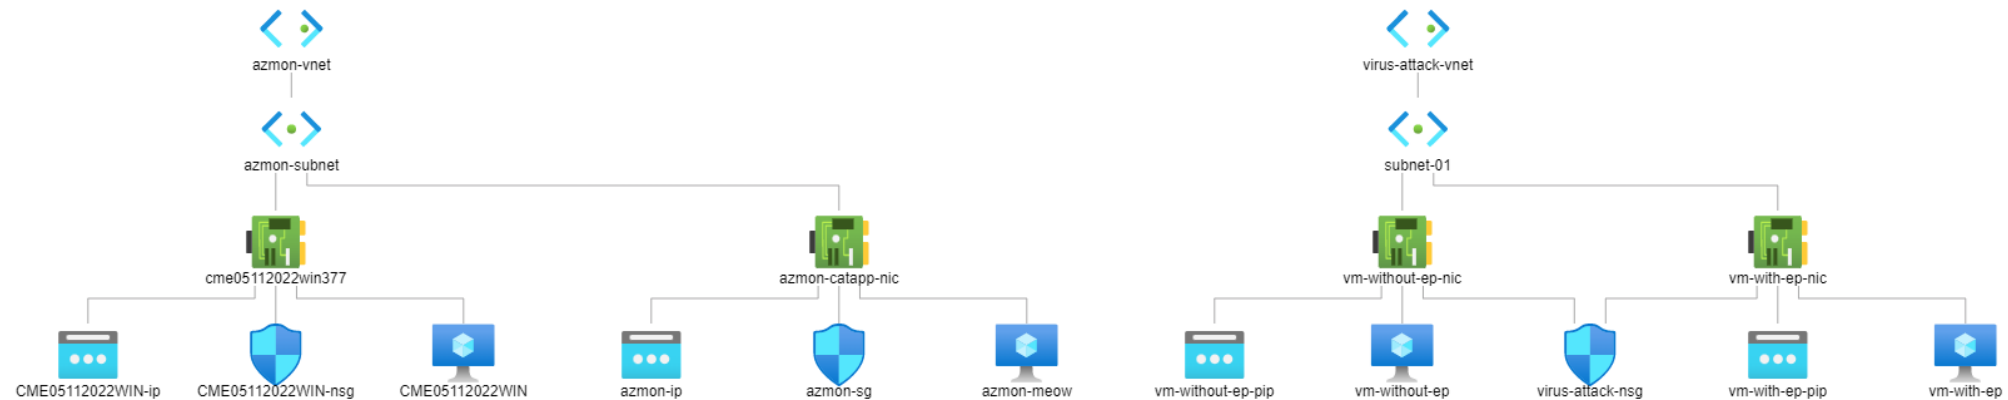 azmon-vnet
virus-attack-vnet
azmon-subnet
subnet-01
cme05112022win377
azmon-catapp-nic
vm-without-ep-nic
vm-with-ep-nic
CME05112022WIN-ip
CME05112022WIN-nsg
CME05112022WIN
azmon-ip
azmon-sg
azmon-meow
vm-without-ep-pip
vm-without-ep
virus-attack-nsg
vm-with-ep-pip
vm-with-ep